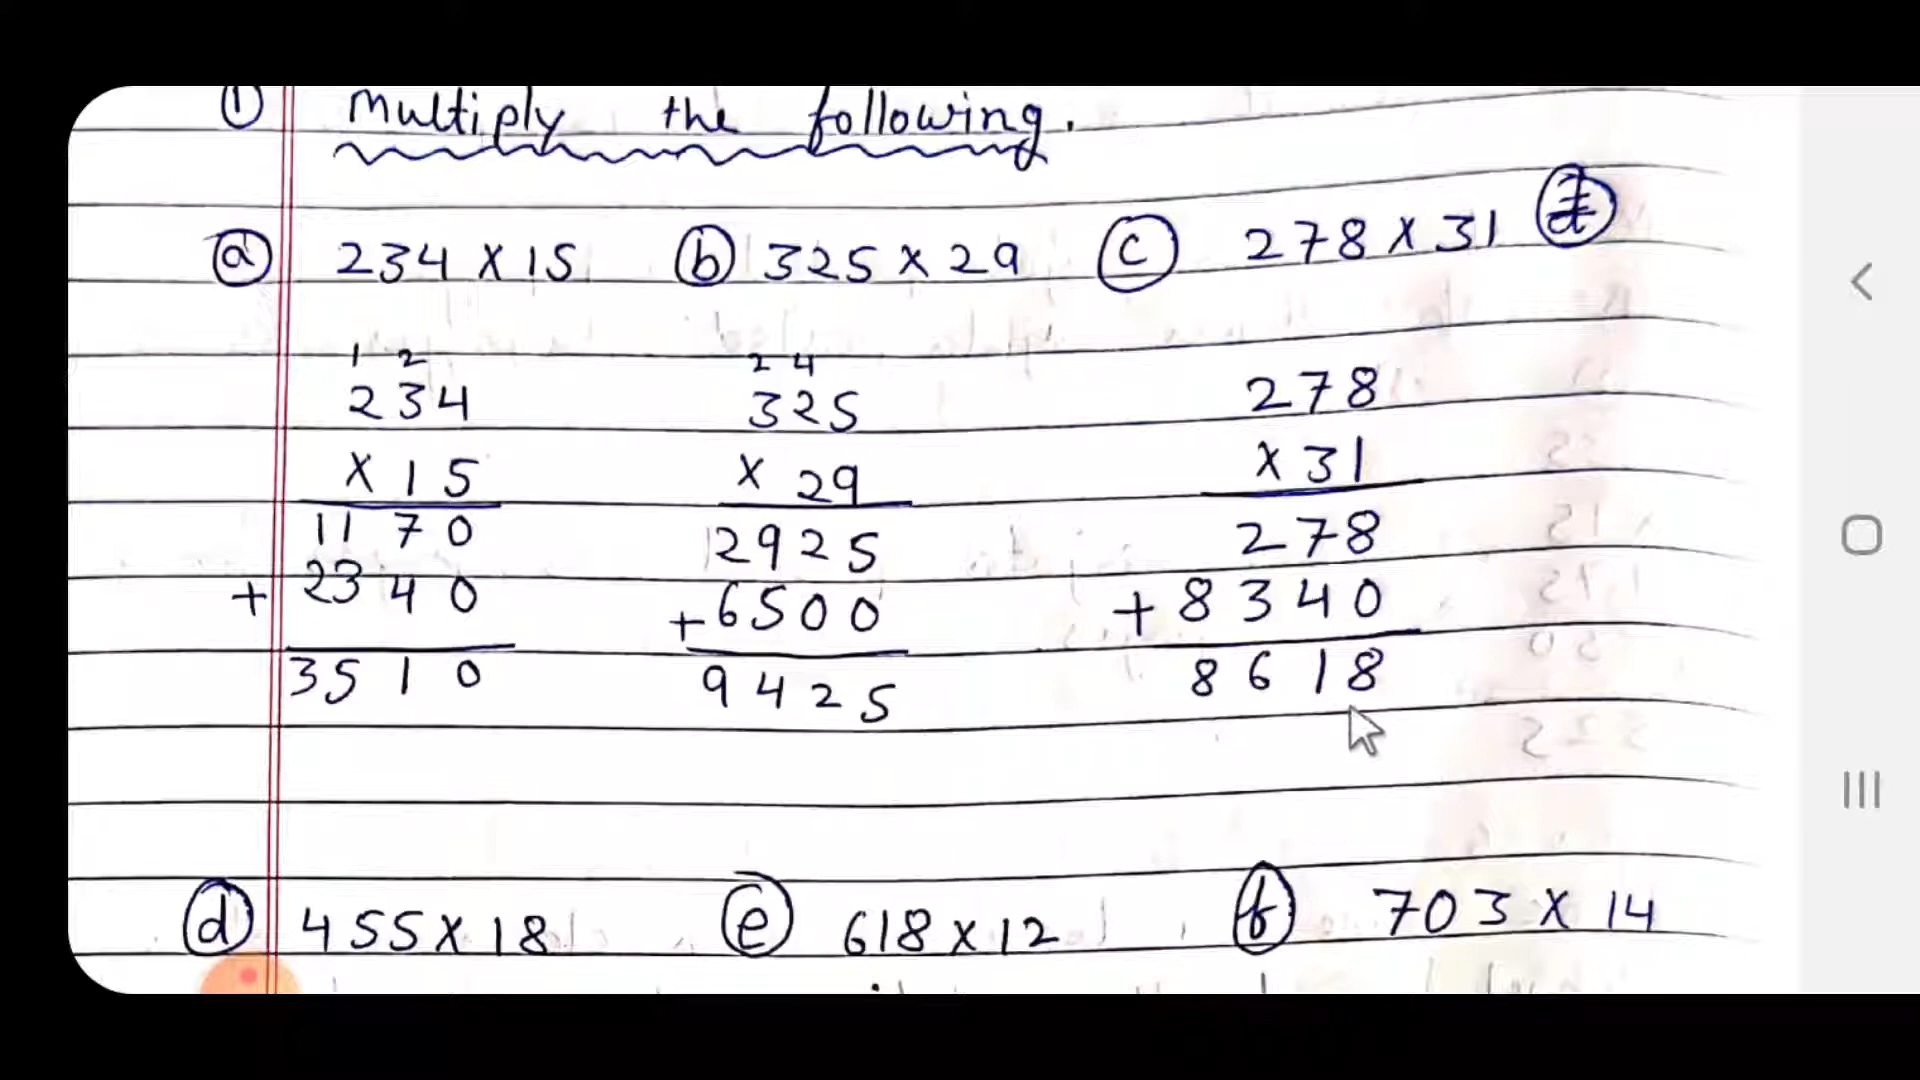 1 Multiply the following.
a 234 x 15 b 325 x 29 c 278 x 31
1 2
234
x 15
1170
+ 2340
3510
2 4
325
x 29
2925
+6500
9425
278
x 31
278
+ 8340
8618
d 455 x 18 e 618 x 12 f 703 x 14